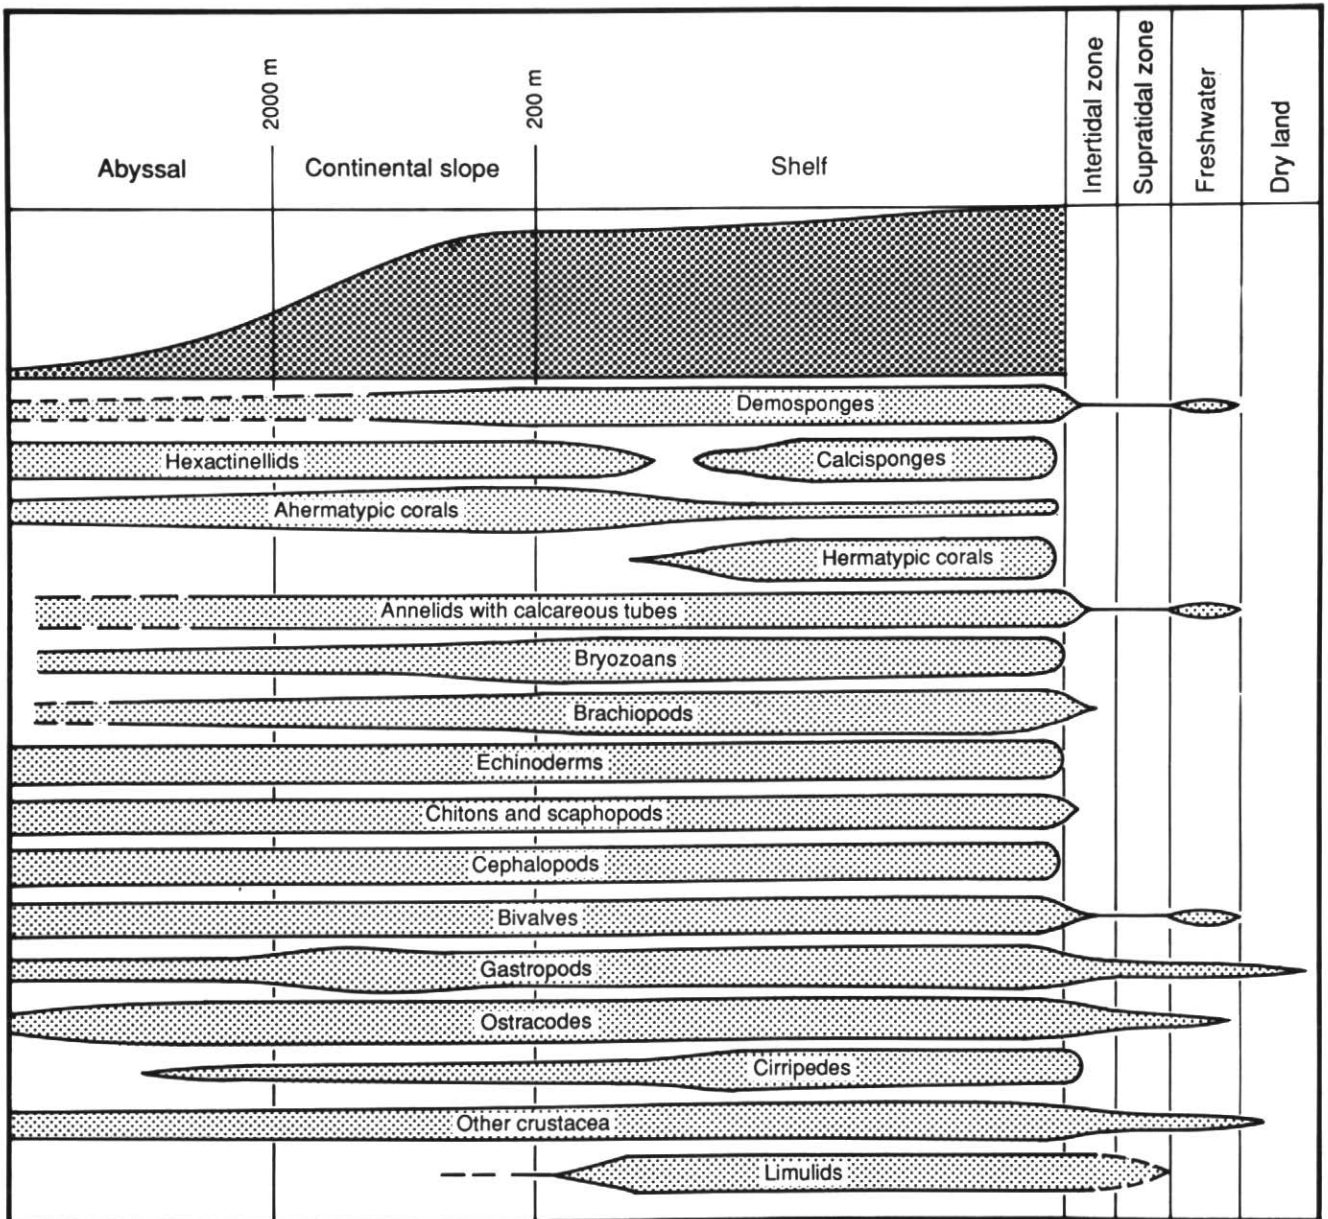 2000 m
200 m
Abyssal
Continental slope
Shelf
Intertidal zone
Supratidal zone
Freshwater
Dry land
Demosponges
Hexactinellids
Calcisponges
Ahermatypic corals
Hermatypic corals
Annelids with calcareous tubes
Bryozoans
Brachiopods
Echinoderms
Chitons and scaphopods
Cephalopods
Bivalves
Gastropods
Ostracodes
Cirripedes
Other crustacea
Limulids